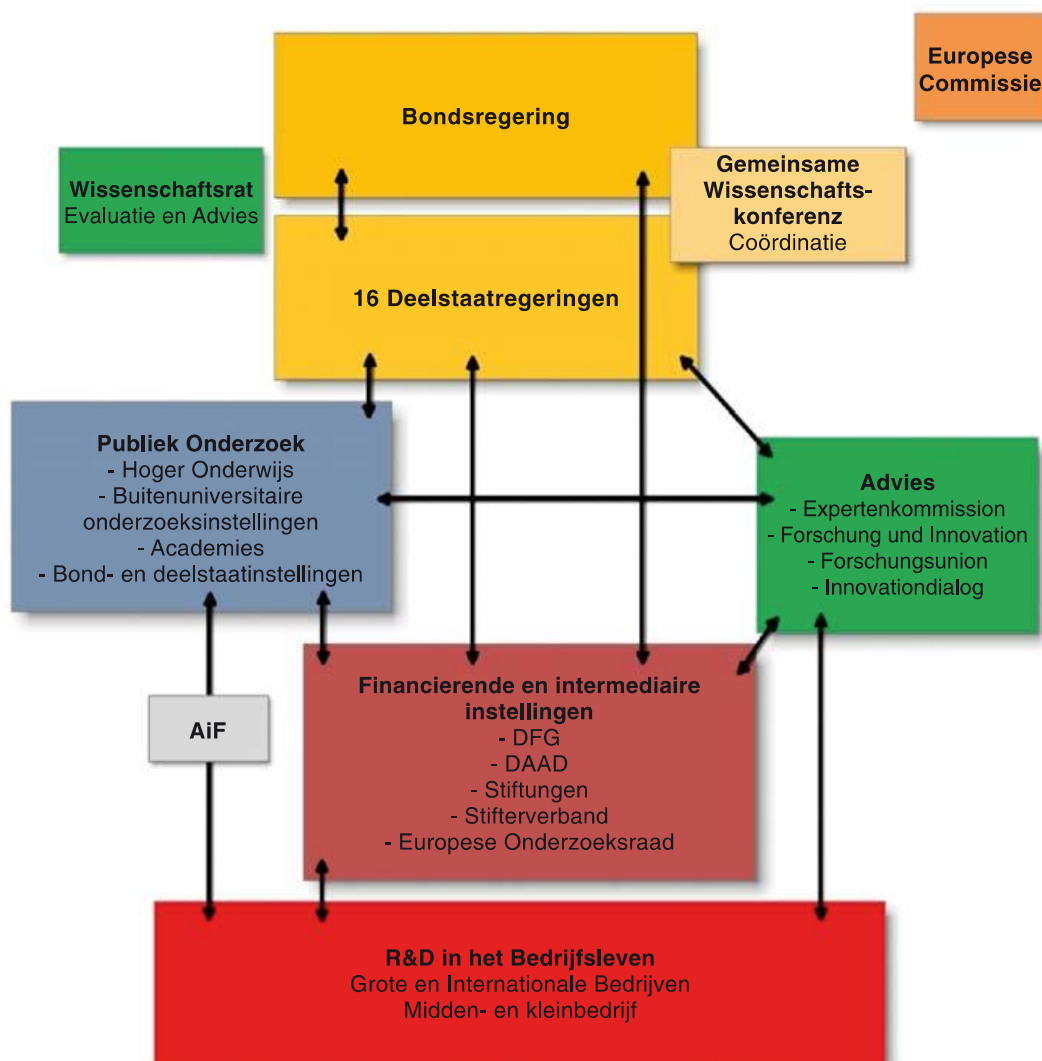 Bondsregering
Europese
Commissie
Wissenschaftsrat
Evaluatie en Advies
Gemeinsame
Wissenschafts-
konferenz
Coördinatie
16 Deelstaatregeringen
Publiek Onderzoek
- Hoger Onderwijs
- Buitenuniversitaire
onderzoeksinstellingen
- Academies
- Bond- en deelstaatinstellingen
Advies
- Expertenkommission
- Forschung und Innovation
- Forschungsunion
- Innovationdialog
AiF
Financierende en intermediaire
instellingen
- DFG
- DAAD
- Stiftungen
- Stifterverband
- Europese Onderzoeksraad
R&D in het Bedrijfsleven
Grote en Internationale Bedrijven
Midden- en kleinbedrijf